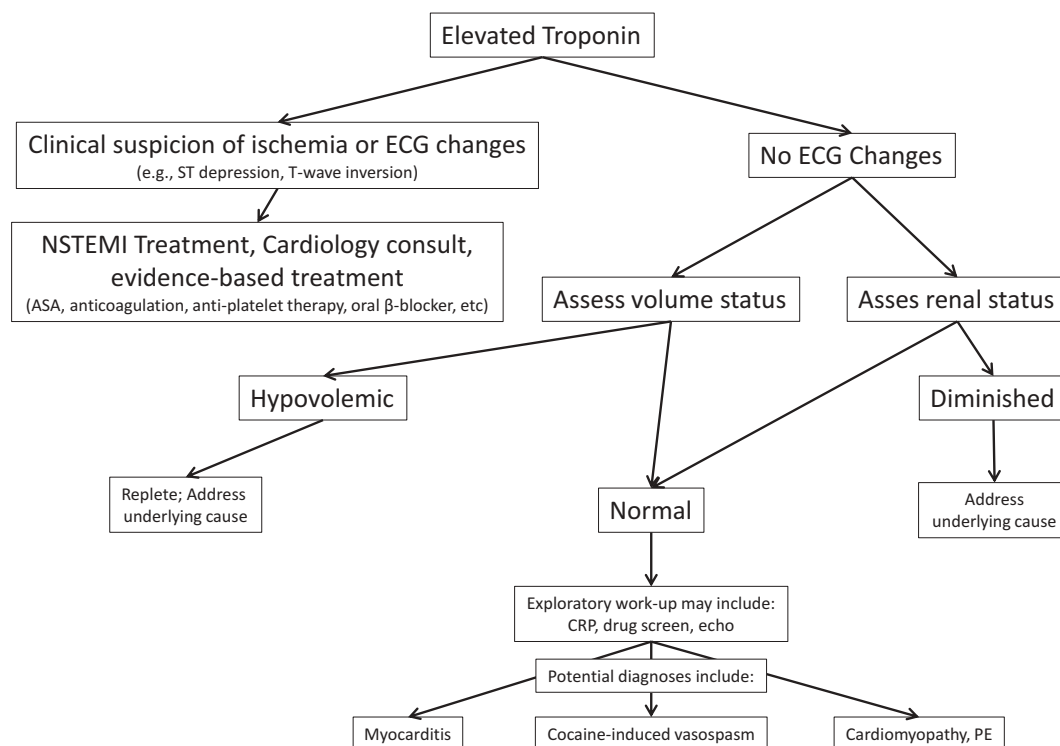 Elevated Troponin
Clinical suspicion of ischemia or ECG changes
(e.g., ST depression, T-wave inversion)
No ECG Changes
NSTEMI Treatment, Cardiology consult,
evidence-based treatment
(ASA, anticoagulation, anti-platelet therapy, oral β-blocker, etc)
Assess volume status
Asses renal status
Hypovolemic
Diminished
Replete; Address
underlying cause
Normal
Address
underlying cause
Exploratory work-up may include:
CRP, drug screen, echo
Potential diagnoses include:
Myocarditis
Cocaine-induced vasospasm
Cardiomyopathy, PE